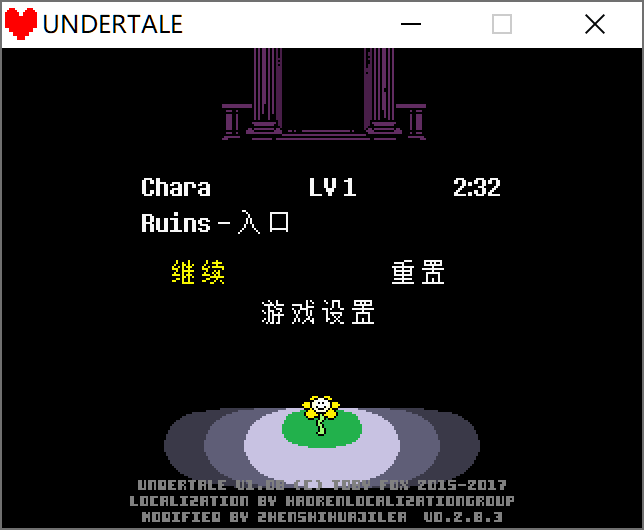 UNDERTALE
Chara LV 1 2:32
Ruins - 入口
继续 重置
游戏设置
UNDERTALE V1.08 (C) TOBY FOX 2015-2017
LOCALIZATION BY HAORENLOCALIZATIONGROUP
MODIFIED BY ZHENSHIHUAJILER V0.2.8.3